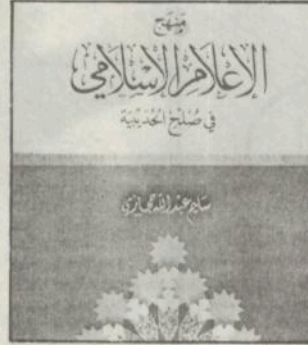 منهج
الإعلام الإسلامي
في صلح الحديبية
سليم عبد الله حجازي